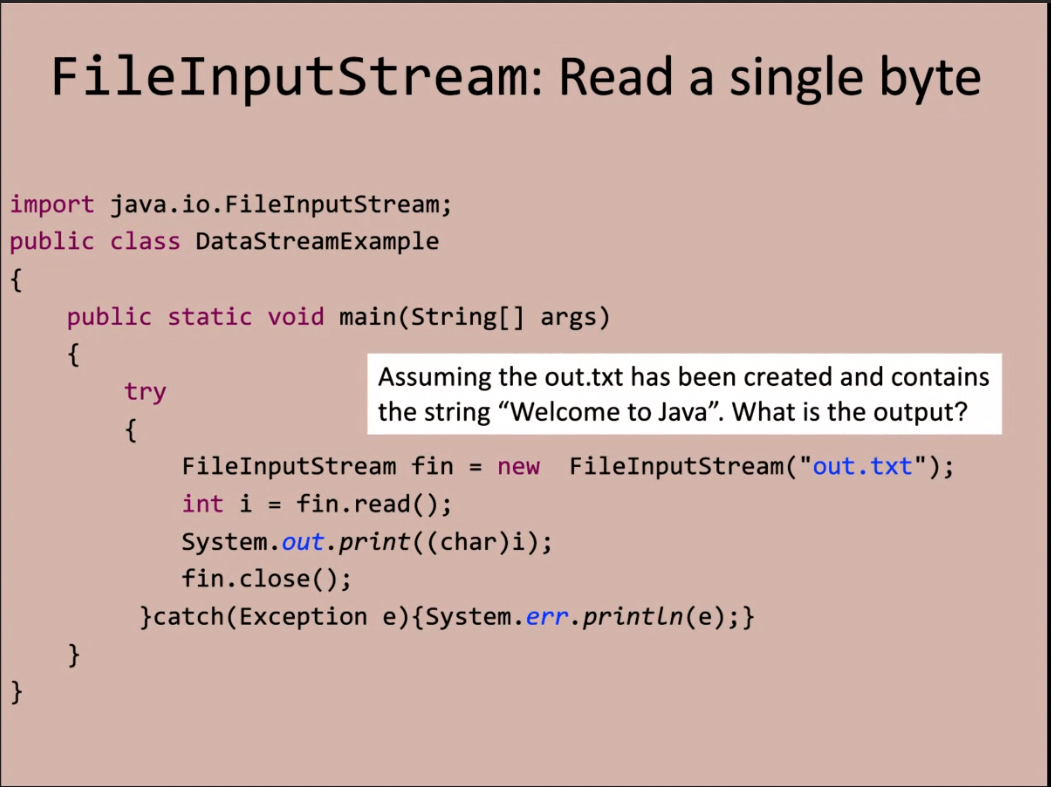 FileInputStream: Read a single byte
import java.io.FileInputStream;
public class DataStreamExample
{
    public static void main(String[] args)
    {
        try
        {
Assuming the out.txt has been created and contains
the string “Welcome to Java”. What is the output?
            FileInputStream fin = new  FileInputStream("out.txt");
            int i = fin.read();
            System.out.print((char)i);
            fin.close();
         }catch(Exception e){System.err.println(e);}
    }
}